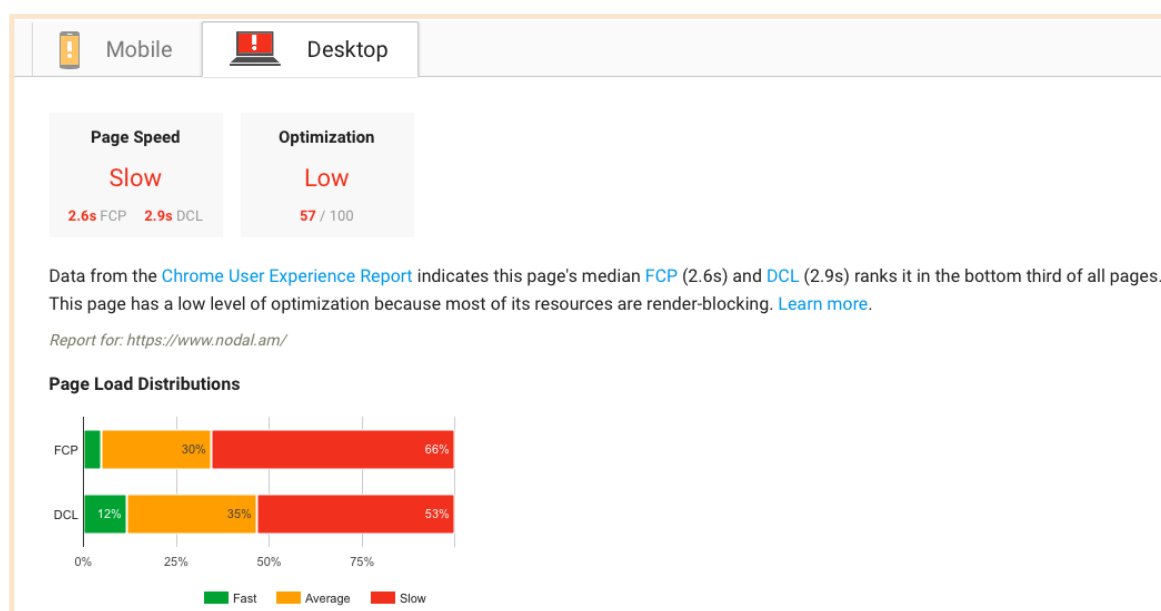 Mobile
Desktop
Page Speed
Optimization
Slow
Low
2.6s FCP 2.9s DCL
57 / 100
Data from the Chrome User Experience Report indicates this page's median FCP (2.6s) and DCL (2.9s) ranks it in the bottom third of all pages.
This page has a low level of optimization because most of its resources are render-blocking. Learn more.
Report for: https://www.nodal.am/
Page Load Distributions
FCP 30% 66%
DCL 12% 35% 53%
0% 25% 50% 75%
Fast Average Slow